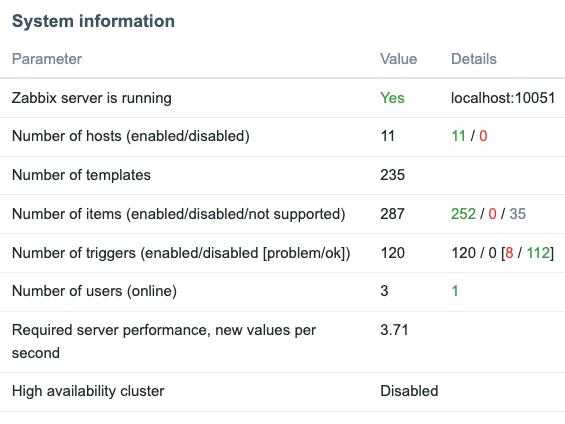 System information
Parameter Value Details
Zabbix server is running Yes localhost:10051
Number of hosts (enabled/disabled) 11 11 / 0
Number of templates 235
Number of items (enabled/disabled/not supported) 287 252 / 0 / 35
Number of triggers (enabled/disabled [problem/ok]) 120 120 / 0 [8 / 112]
Number of users (online) 3 1
Required server performance, new values per 3.71
second
High availability cluster Disabled